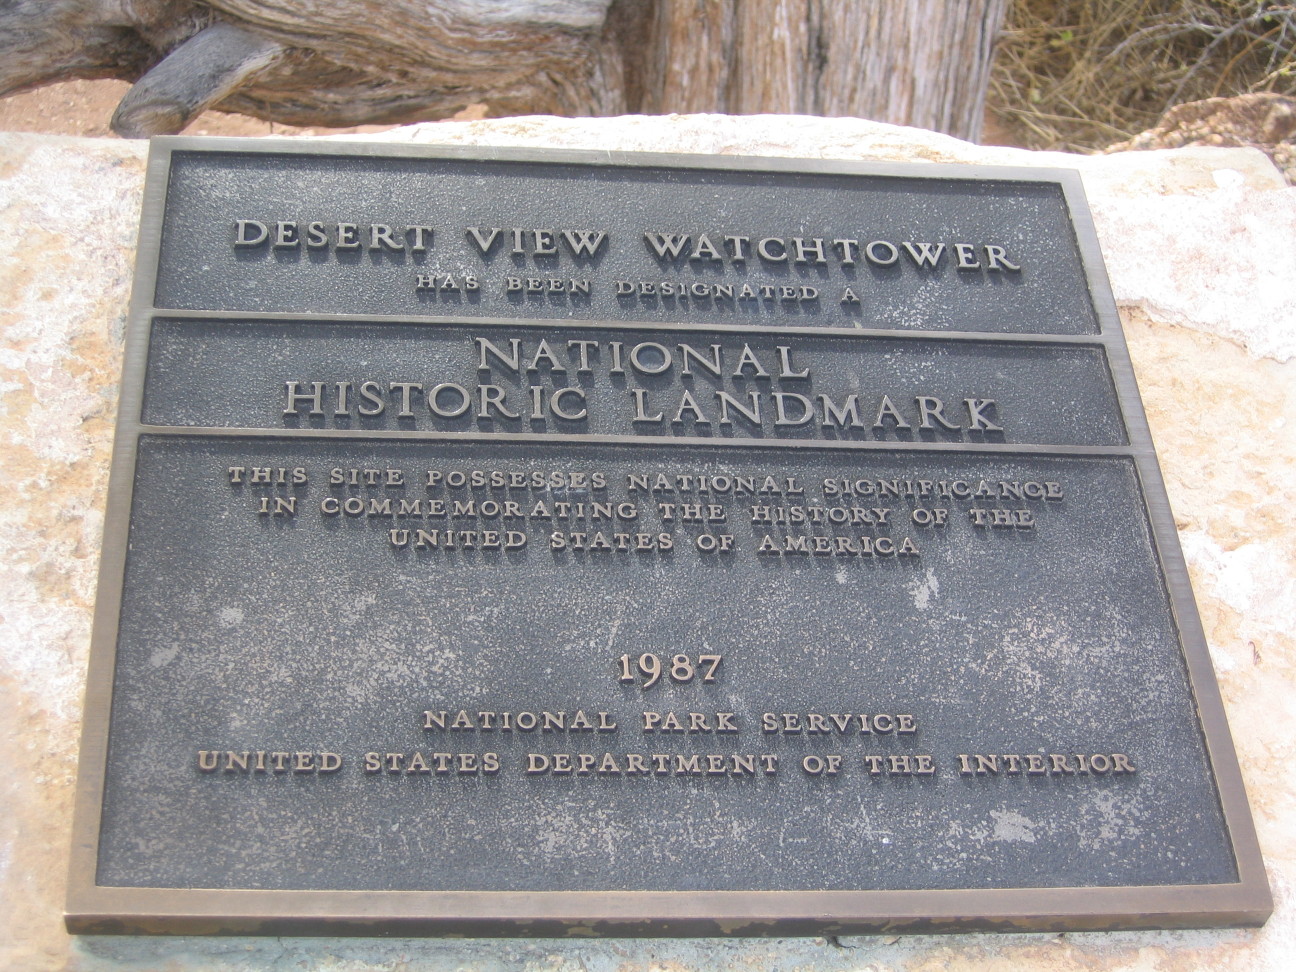 DESERT VIEW WATCHTOWER
HAS BEEN DESIGNATED A
NATIONAL
HISTORIC LANDMARK
THIS SITE POSSESSES NATIONAL SIGNIFICANCE
IN COMMEMORATING THE HISTORY OF THE
UNITED STATES OF AMERICA
1987
NATIONAL PARK SERVICE
UNITED STATES DEPARTMENT OF THE INTERIOR